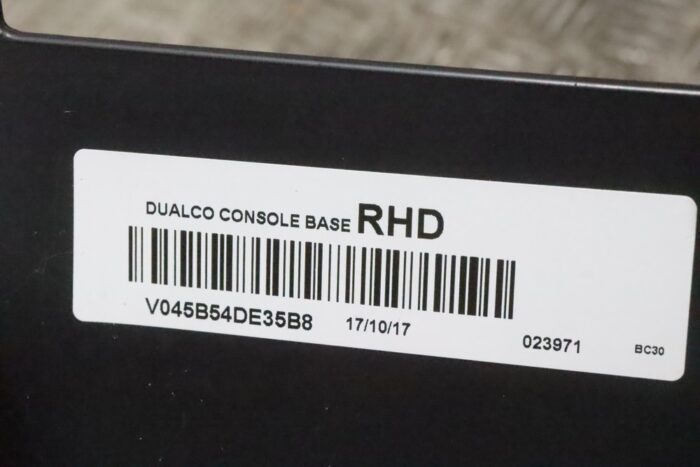 DUALCO CONSOLE BASE RHD
V045B54DE35B8 17/10/17
023971 BC30